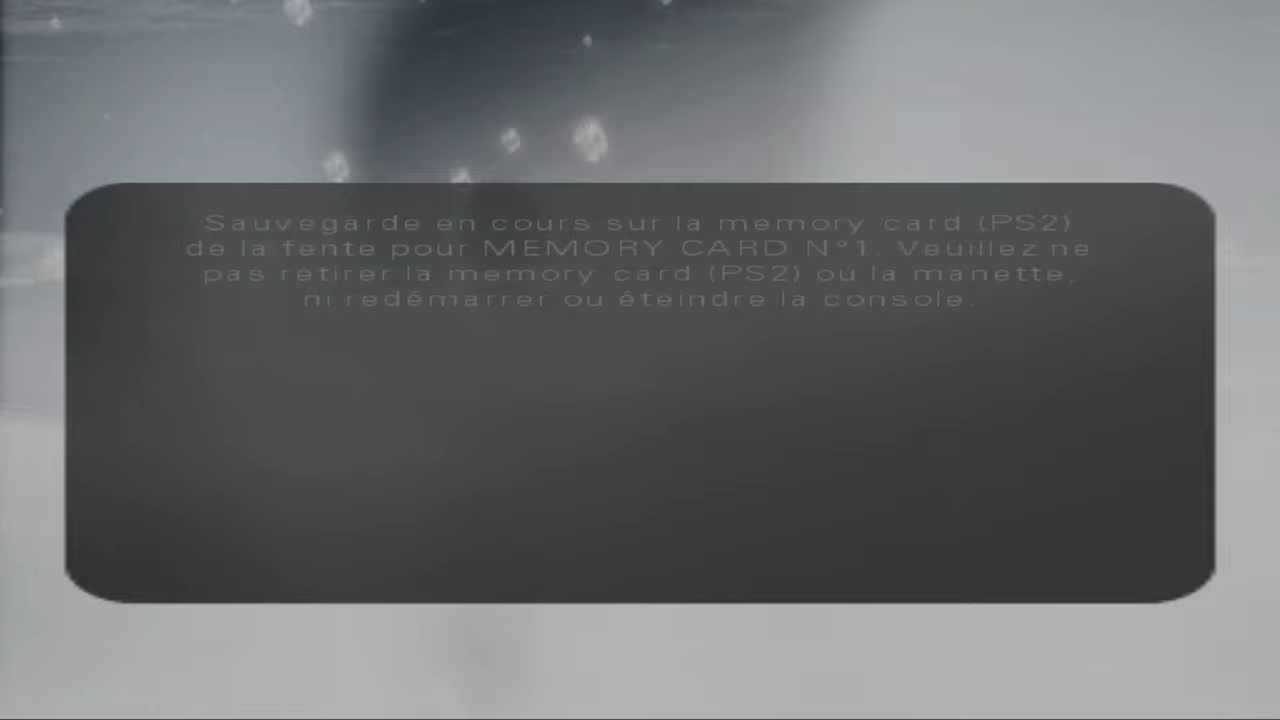 Sauvegarde en cours sur la memory card (PS2)
de la fente pour MEMORY CARD N°1. Veuillez ne
pas retirer la memory card (PS2) ou la manette,
ni redémarrer ou éteindre la console.